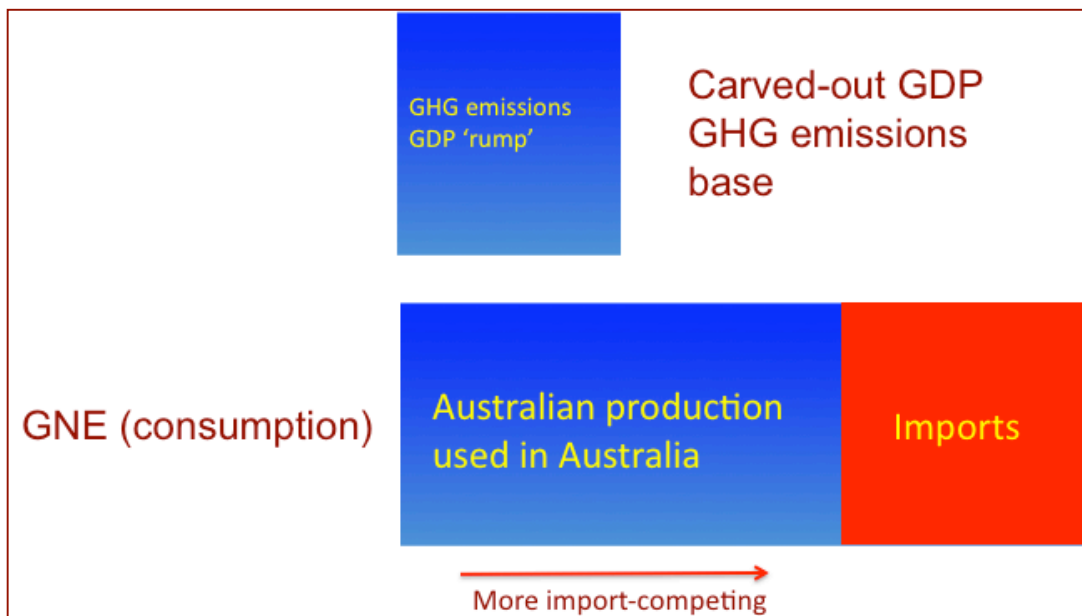 GHG emissions
GDP ‘rump’
Carved-out GDP
GHG emissions
base
GNE (consumption)
Australian production
used in Australia
Imports
More import-competing